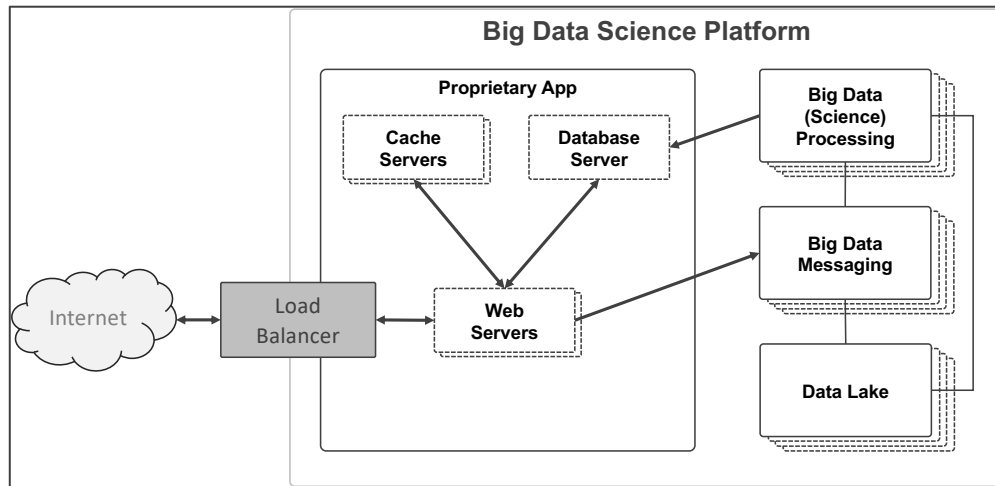 Big Data Science Platform
Proprietary App
Cache
Servers
Database
Server
Big Data
(Science)
Processing
Big Data
Messaging
Internet
Load
Balancer
Web
Servers
Data Lake